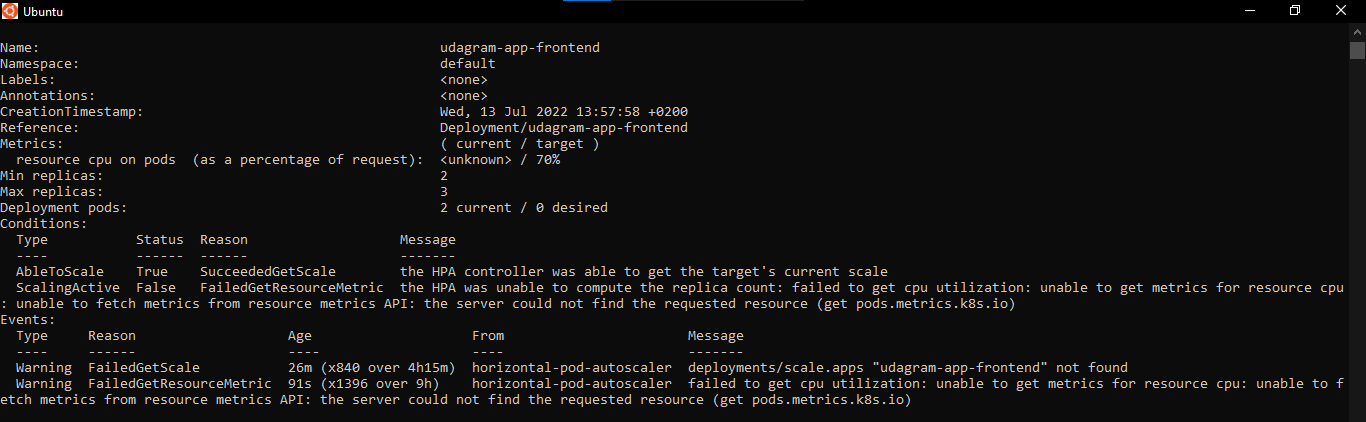 Ubuntu
Name: udagram-app-frontend
Namespace: default
Labels: <none>
Annotations: <none>
CreationTimestamp: Wed, 13 Jul 2022 13:57:58 +0200
Reference: Deployment/udagram-app-frontend
Metrics: ( current / target )
resource cpu on pods (as a percentage of request): <unknown> / 70%
Min replicas: 2
Max replicas: 3
Deployment pods: 2 current / 0 desired
Conditions:
Type Status Reason Message
---- ------ ------ -------
AbleToScale True SucceededGetScale the HPA controller was able to get the target's current scale
ScalingActive False FailedGetResourceMetric the HPA was unable to compute the replica count: failed to get cpu utilization: unable to get metrics for resource cpu
: unable to fetch metrics from resource metrics API: the server could not find the requested resource (get pods.metrics.k8s.io)
Events:
Type Reason Age From Message
---- ------ ---- ---- -------
Warning FailedGetScale 26m (x840 over 4h15m) horizontal-pod-autoscaler deployments/scale.apps "udagram-app-frontend" not found
Warning FailedGetResourceMetric 91s (x1396 over 9h) horizontal-pod-autoscaler failed to get cpu utilization: unable to get metrics for resource cpu: unable to f
etch metrics from resource metrics API: the server could not find the requested resource (get pods.metrics.k8s.io)